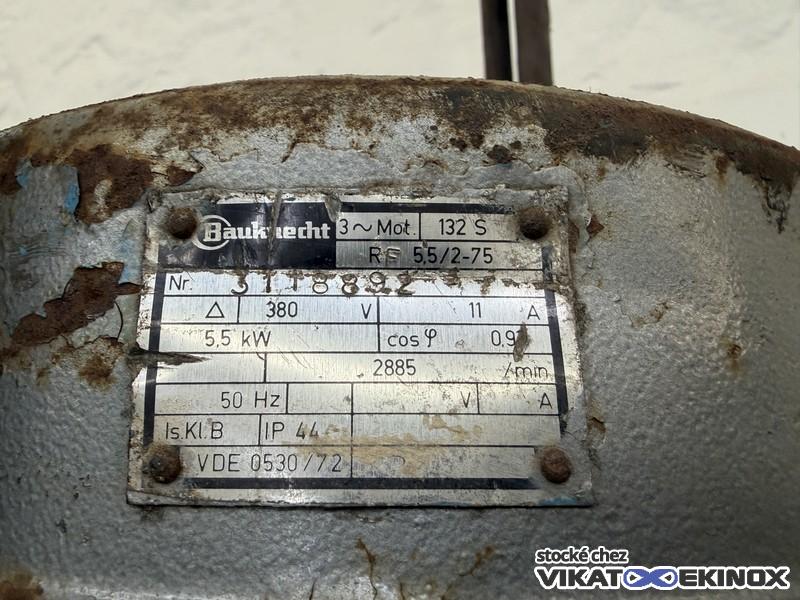 Bauknecht 3~Mot. 132 S
RF 5,5/2-75
Nr.
△ 380 V 11 A
5,5 kW cos φ
2885 /min
50 Hz V A
Is.Kl.B IP 44
VDE 0530/72
stocké chez
VIKAT EKINOX